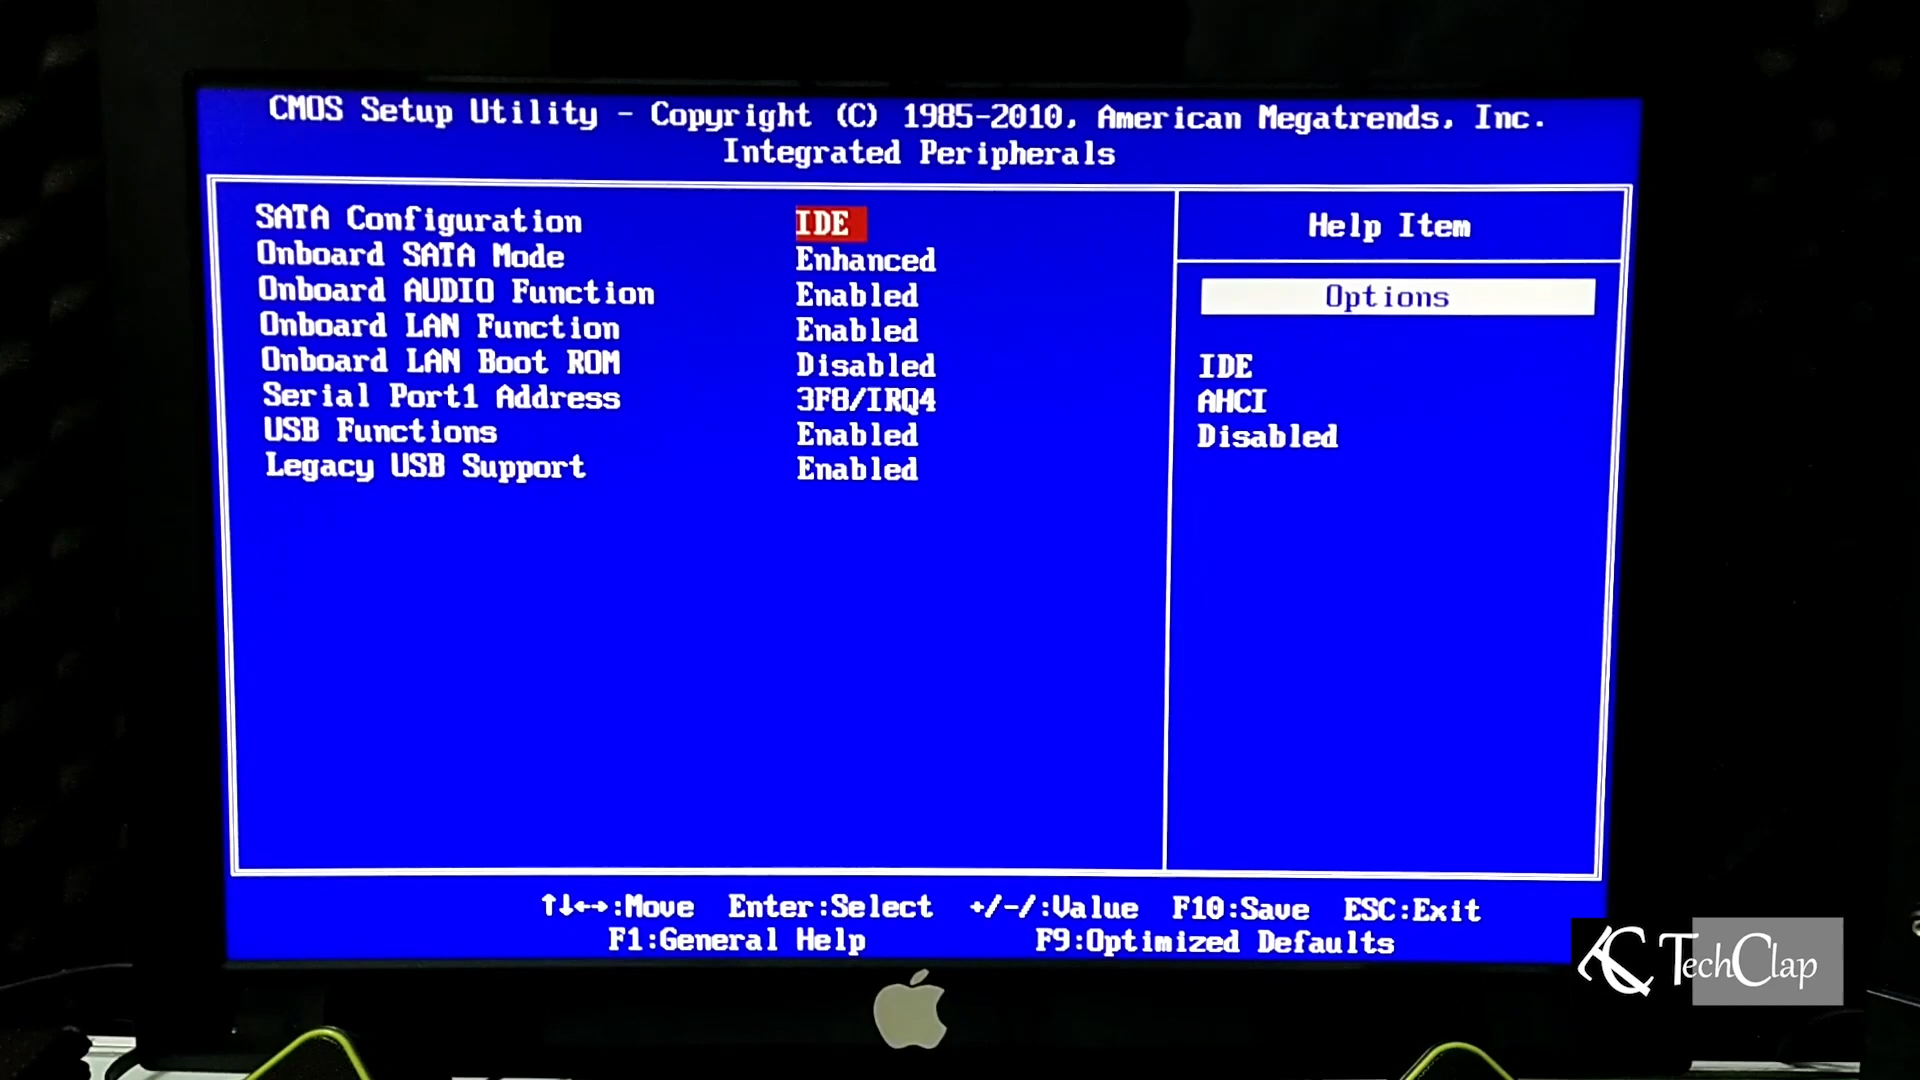 CMOS Setup Utility - Copyright (C) 1985-2010, American Megatrends, Inc.
Integrated Peripherals
SATA Configuration IDE
Onboard SATA Mode Enhanced
Onboard AUDIO Function Enabled
Onboard LAN Function Enabled
Onboard LAN Boot ROM Disabled
Serial Port1 Address 3F8/IRQ4
USB Functions Enabled
Legacy USB Support Enabled
Help Item
Options
IDE
AHCI
Disabled
↑↓←→:Move Enter:Select +/-/:Value F10:Save ESC:Exit
F1:General Help F9:Optimized Defaults
TechClap